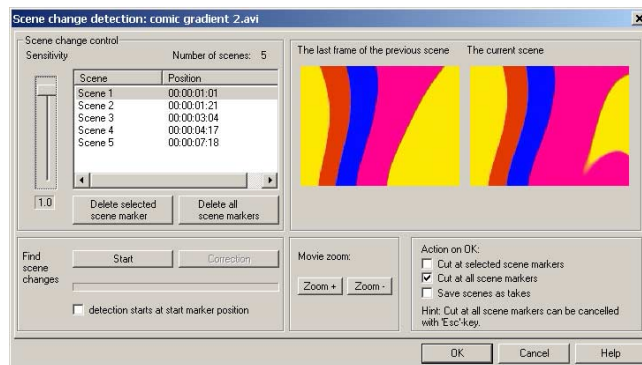 Scene change detection: comic gradient 2.avi
Scene change control
Sensitivity
Number of scenes: 5
Scene Position
Scene 1 00:00:01:01
Scene 2 00:00:01:21
Scene 3 00:00:03:04
Scene 4 00:00:04:17
Scene 5 00:00:07:18
1.0
Delete selected
scene marker
Delete all
scene markers
The last frame of the previous scene
The current scene
Find
scene
changes
Start
Correction
detection starts at start marker position
Movie zoom:
Zoom +
Zoom -
Action on OK:
Cut at selected scene markers
Cut at all scene markers
Save scenes as takes
Hint: Cut at all scene markers can be cancelled
with 'Esc'-key.
OK
Cancel
Help